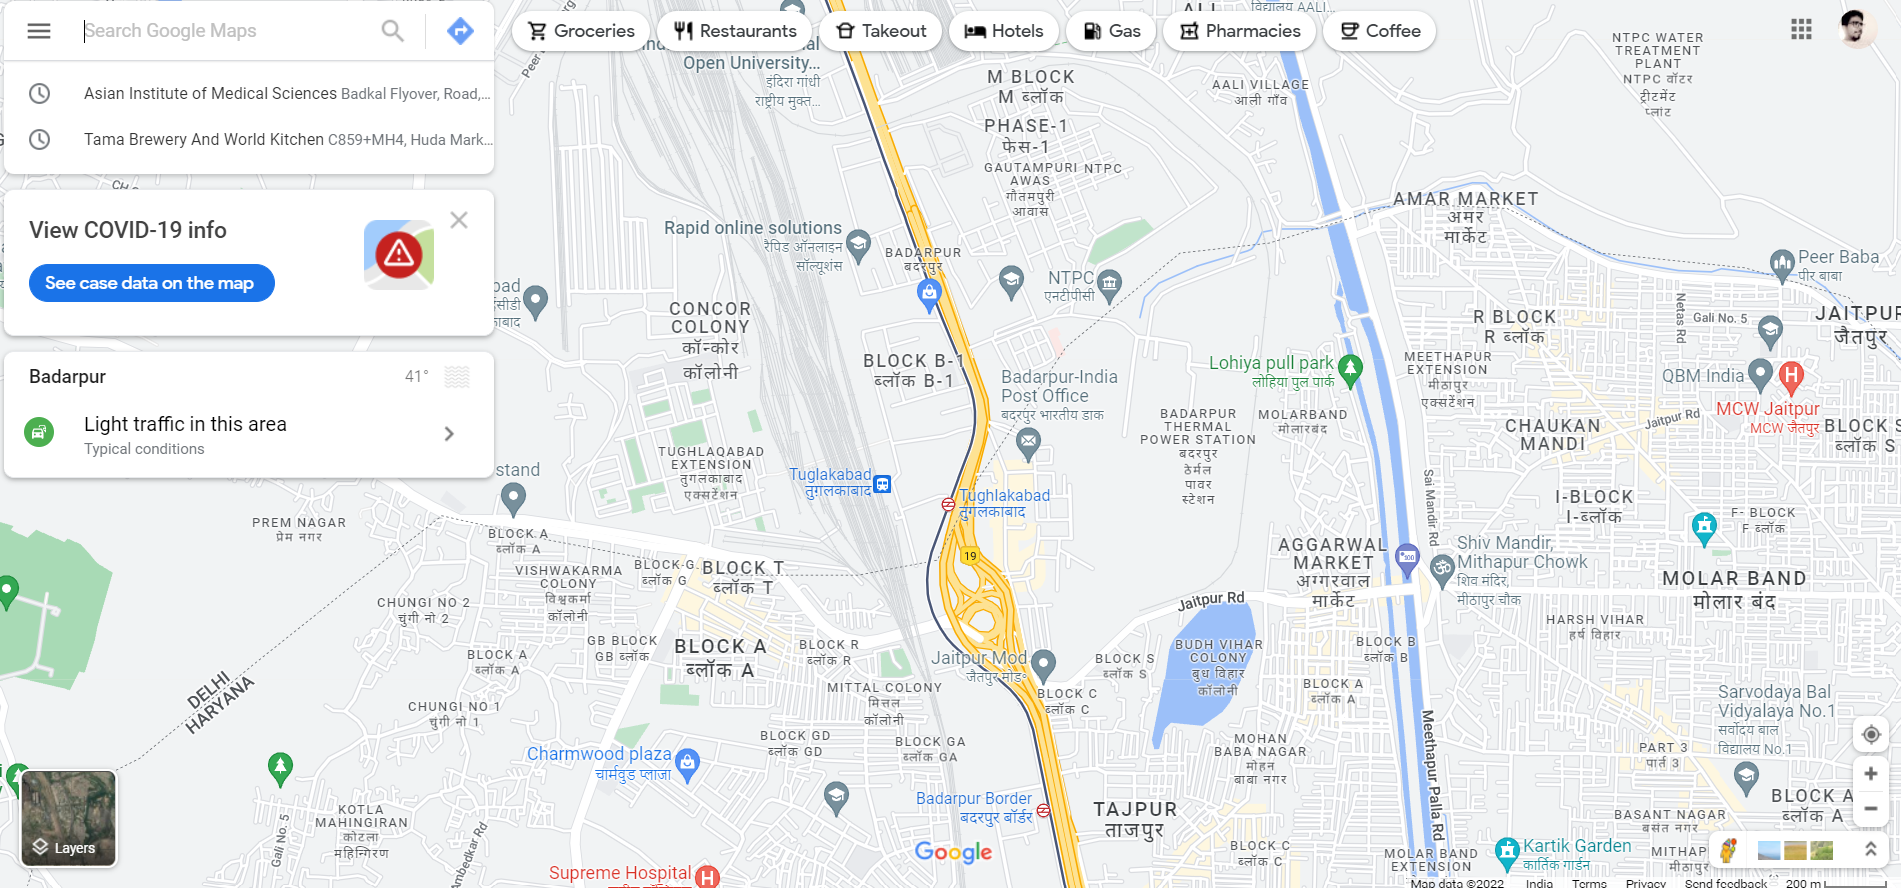 Search Google Maps
Asian Institute of Medical Sciences Badkal Flyover, Road,...
Tama Brewery And World Kitchen C859+MH4, Huda Mark...
View COVID-19 info
See case data on the map
Badarpur
41°
Light traffic in this area
Typical conditions
Groceries
Restaurants
Takeout
Hotels
Gas
Pharmacies
Coffee
Open University...
इंदिरा गांधी
राष्ट्रीय मुक्त...
M BLOCK
M ब्लॉक
PHASE-1
फेस-1
GAUTAMPURI
AWAS
गौतमपुरी
आवास
NTPC
AALI VILLAGE
आली गाँव
विद्यालय AALI...
NTPC WATER
TREATMENT
PLANT
NTPC वॉटर
ट्रीटमेंट
प्लांट
AMAR MARKET
अमर
मार्केट
Peer Baba
पीर बाबा
Rapid online solutions
रैपिड ऑनलाइन
सॉल्यूशंस
BADARPUR
बदरपुर
NTPC
एनटीपीसी
CONCOR
COLONY
कॉन्कोर
कॉलोनी
BLOCK B-1
ब्लॉक B-1
Badarpur-India
Post Office
बदरपुर भारतीय डाक
Lohiya pull park
लोहिया पुल पार्क
R BLOCK
R ब्लॉक
Netas Rd
Gali No. 5
JAITPUR
जैतपुर
MEETHAPUR
EXTENSION
मीठापुर
एक्सटेंशन
QBM India
MCW Jaitpur
MCW जैतपुर
Jaitpur Rd
BLOCK S
ब्लॉक S
CHAUKAN
MANDI
MOLARBAND
मोलारबंद
BADARPUR
THERMAL
POWER STATION
बदरपुर
ठेर्मल
पावर
स्टेशन
TUGHLAQABAD
EXTENSION
तुग़लकाबाद
एक्सटेंशन
Tuglakabad
तुग़लकाबाद
Tughlakabad
तुग़लकाबाद
19
stand
PREM NAGAR
प्रेम नगर
BLOCK A
ब्लॉक A
VISHWAKARMA
COLONY
विश्वकर्मा
कॉलोनी
BLOCK-G
ब्लॉक G
BLOCK T
ब्लॉक T
CHUNGI NO 2
चुंगी नो 2
GB BLOCK
GB ब्लॉक
BLOCK A
ब्लॉक A
BLOCK A
ब्लॉक A
BLOCK R
ब्लॉक R
DELHI
HARYANA
CHUNGI NO 1
चुंगी नो 1
MITTAL COLONY
मित्तल
कॉलोनी
BLOCK GD
ब्लॉक GD
BLOCK GA
ब्लॉक GA
Charmwood plaza
चार्मवुड प्लाजा
Jaitpur Mod
BLOCK C
ब्लॉक C
BLOCK S
ब्लॉक S
Jaitpur Rd
BUDH VIHAR
COLONY
बुध विहार
कॉलोनी
AGGARWAL
MARKET
अग्गरवाल
मार्केट
Sai Mandir Rd
I-BLOCK
I-ब्लॉक
F- BLOCK
F ब्लॉक
Shiv Mandir,
Mithapur Chowk
शिव मंदिर,
मीठापुर चौक
MOLAR BAND
मोलार बंद
HARSH VIHAR
हर्ष विहार
BLOCK B
ब्लॉक B
BLOCK A
ब्लॉक A
MOHAN
BABA NAGAR
मोहन
बाबा नगर
Meethapur Palla Rd
Sarvodaya Bal
Vidyalaya No.1
सर्वोदय बाल
विद्यालय No.1
PART 3
पार्ट 3
BLOCK A
ब्लॉक A
BASANT NAGAR
बसंत नगर
KOTLA
MAHINGIRAN
कोटला
महिन्गिरण
Gali No. 5
Ambedkar Rd
Supreme Hospital
Badarpur Border
बदरपुर बॉर्डर
TAJPUR
ताजपुर
BLOCK C
ब्लॉक C
MOLAR BAND
EXTENSION
Kartik Garden
कार्तिक गार्डन
Layers
Google
Map data ©2022
India
Terms
Privacy
Send feedback
200 m